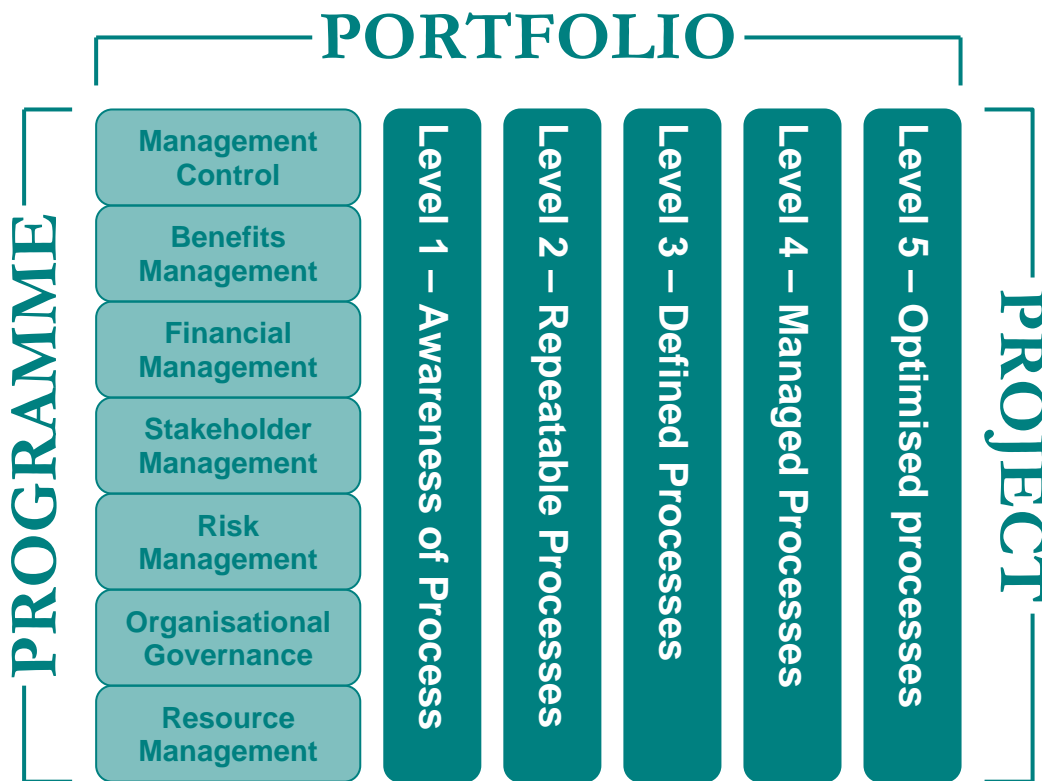 PORTFOLIO
PROGRAMME
Management
Control
Benefits
Management
Financial
Management
Stakeholder
Management
Risk
Management
Organisational
Governance
Resource
Management
Level 1 – Awareness of Process
Level 2 – Repeatable Processes
Level 3 – Defined Processes
Level 4 – Managed Processes
Level 5 – Optimised processes
PROJECT